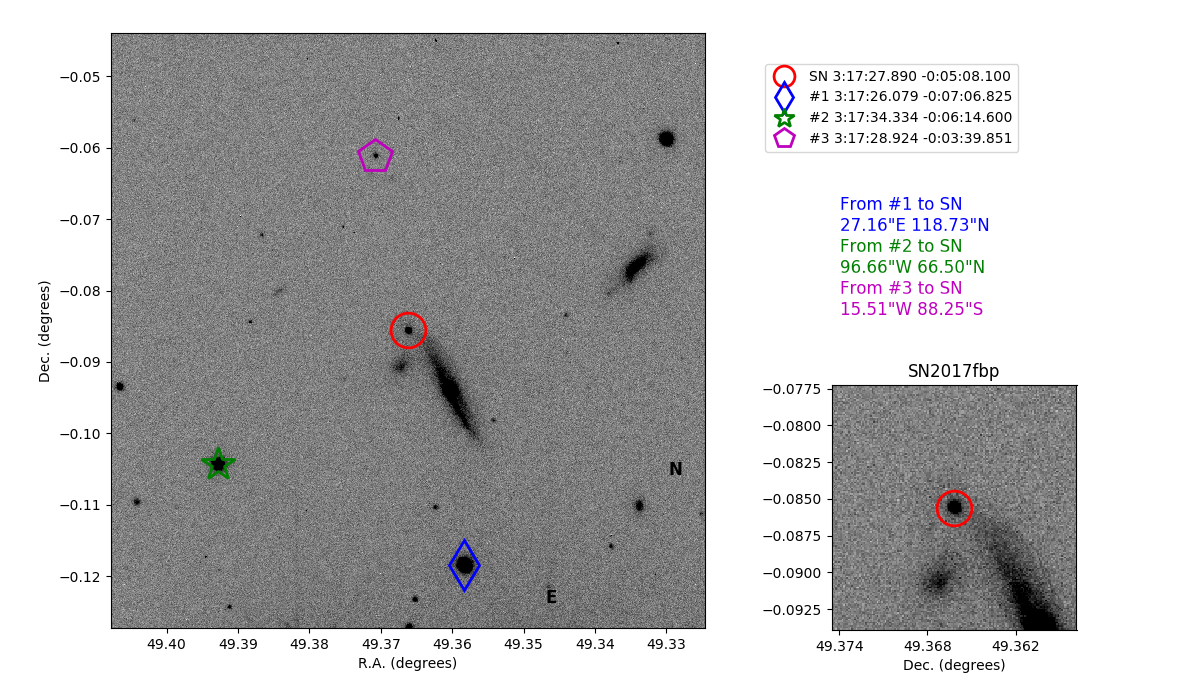 −0.05
−0.06
−0.07
−0.08
−0.09
−0.10
−0.11
−0.12
Dec. (degrees)
49.40 49.39 49.38 49.37 49.36 49.35 49.34 49.33
R.A. (degrees)
N
E
SN 3:17:27.890 -0:05:08.100
#1 3:17:26.079 -0:07:06.825
#2 3:17:34.334 -0:06:14.600
#3 3:17:28.924 -0:03:39.851
From #1 to SN
27.16"E 118.73"N
From #2 to SN
96.66"W 66.50"N
From #3 to SN
15.51"W 88.25"S
SN2017fbp
−0.0775
−0.0800
−0.0825
−0.0850
−0.0875
−0.0900
−0.0925
49.374 49.368 49.362
Dec. (degrees)